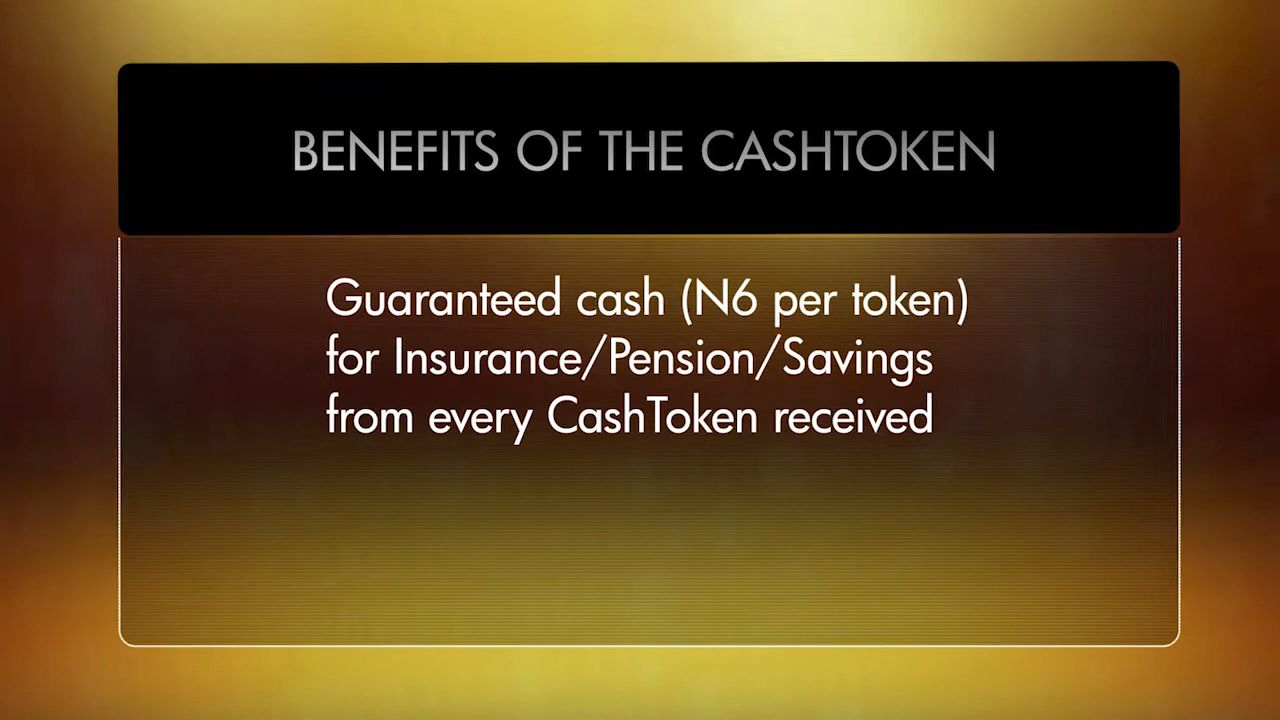 BENEFITS OF THE CASHTOKEN
Guaranteed cash (N6 per token)
for Insurance/Pension/Savings
from every CashToken received